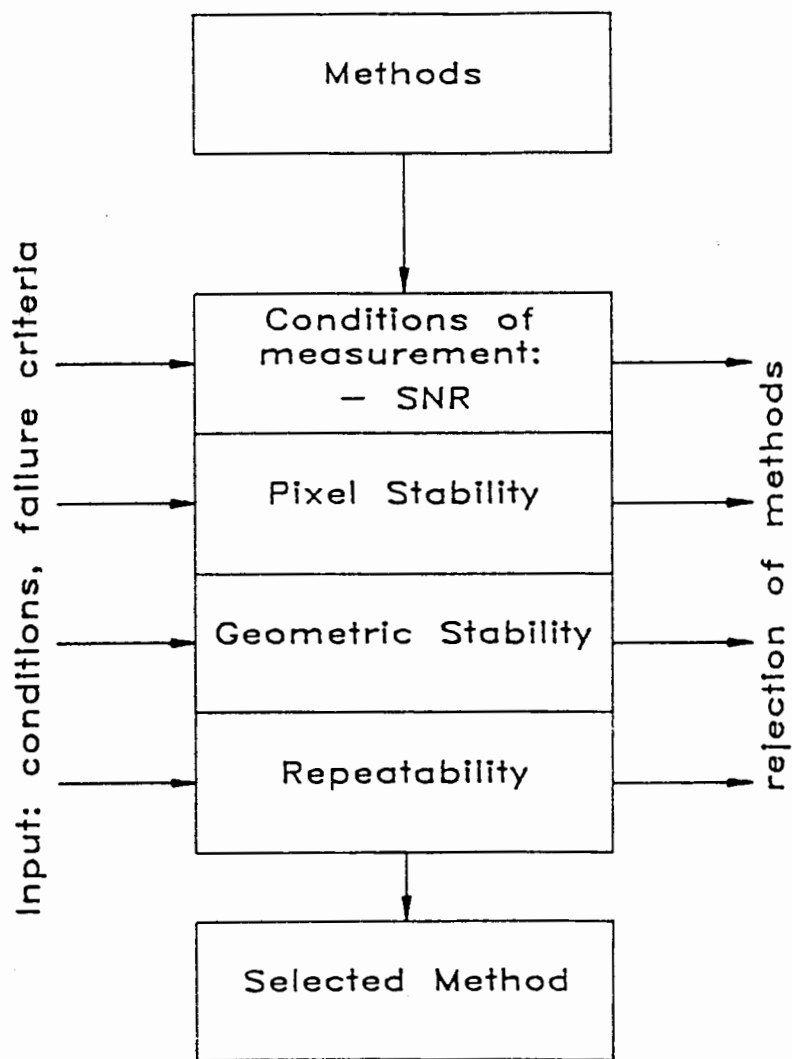 Methods
Input: conditions, failure criteria
Conditions of
measurement:
— SNR
Pixel Stability
Geometric Stability
Repeatability
rejection of methods
Selected Method